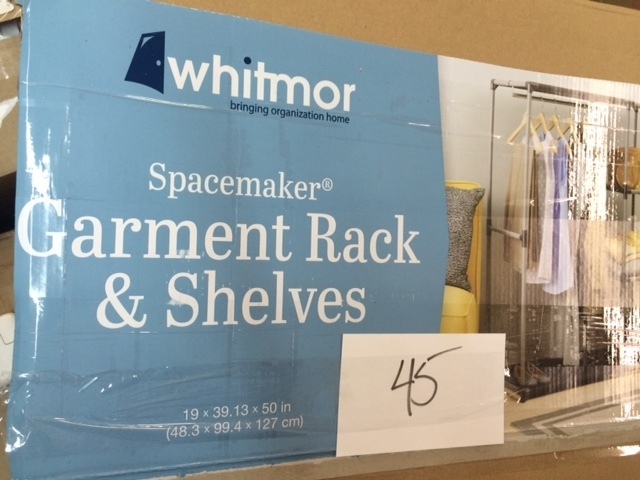 whitmor
bringing organization home
Spacemaker®
Garment Rack
& Shelves
19 x 39.13 x 50 in
(48.3 x 99.4 x 127 cm)
45